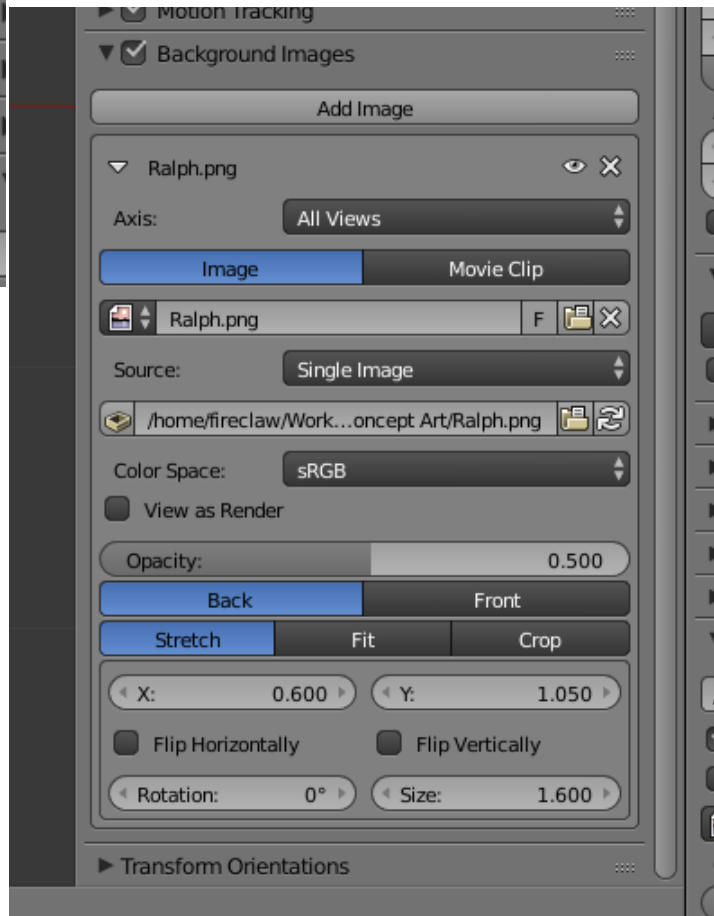 Motion Tracking
Background Images
Add Image
Ralph.png
Axis: All Views
Image Movie Clip
Ralph.png F
Source: Single Image
/home/fireclaw/Work...oncept Art/Ralph.png
Color Space: sRGB
View as Render
Opacity: 0.500
Back Front
Stretch Fit Crop
X: 0.600 Y: 1.050
Flip Horizontally Flip Vertically
Rotation: 0° Size: 1.600
Transform Orientations